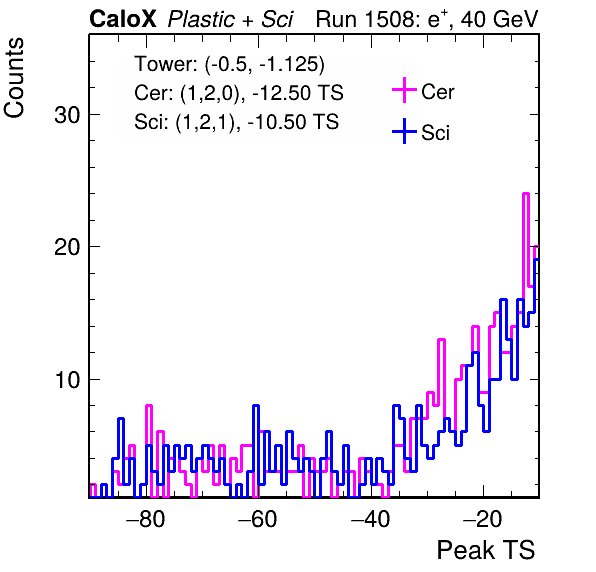 CaloX Plastic + Sci Run 1508: e+, 40 GeV
Counts
Tower: (-0.5, -1.125)
Cer: (1,2,0), -12.50 TS
Sci: (1,2,1), -10.50 TS
Cer
Sci
30
20
10
−80 −60 −40 −20
Peak TS